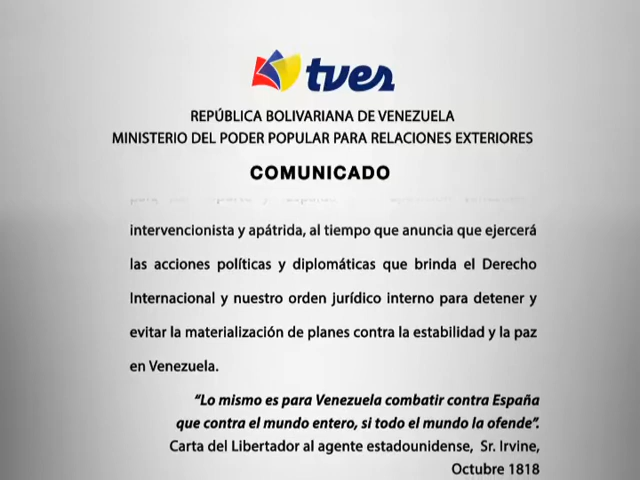 tves
REPÚBLICA BOLIVARIANA DE VENEZUELA
MINISTERIO DEL PODER POPULAR PARA RELACIONES EXTERIORES
COMUNICADO
intervencionista y apátrida, al tiempo que anuncia que ejercerá
las acciones políticas y diplomáticas que brinda el Derecho
Internacional y nuestro orden jurídico interno para detener y
evitar la materialización de planes contra la estabilidad y la paz
en Venezuela.
“Lo mismo es para Venezuela combatir contra España
que contra el mundo entero, si todo el mundo la ofende”.
Carta del Libertador al agente estadounidense, Sr. Irvine,
Octubre 1818